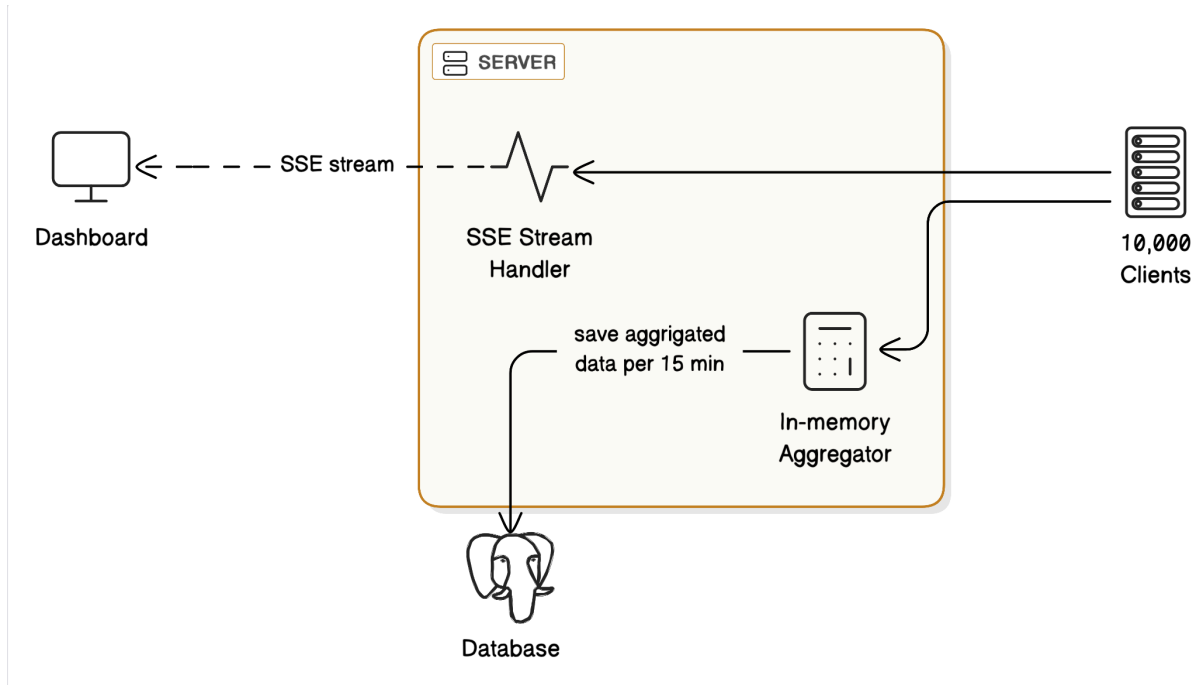 SERVER
SSE stream
Dashboard
SSE Stream
Handler
10,000
Clients
save aggrigated
data per 15 min
In-memory
Aggregator
Database